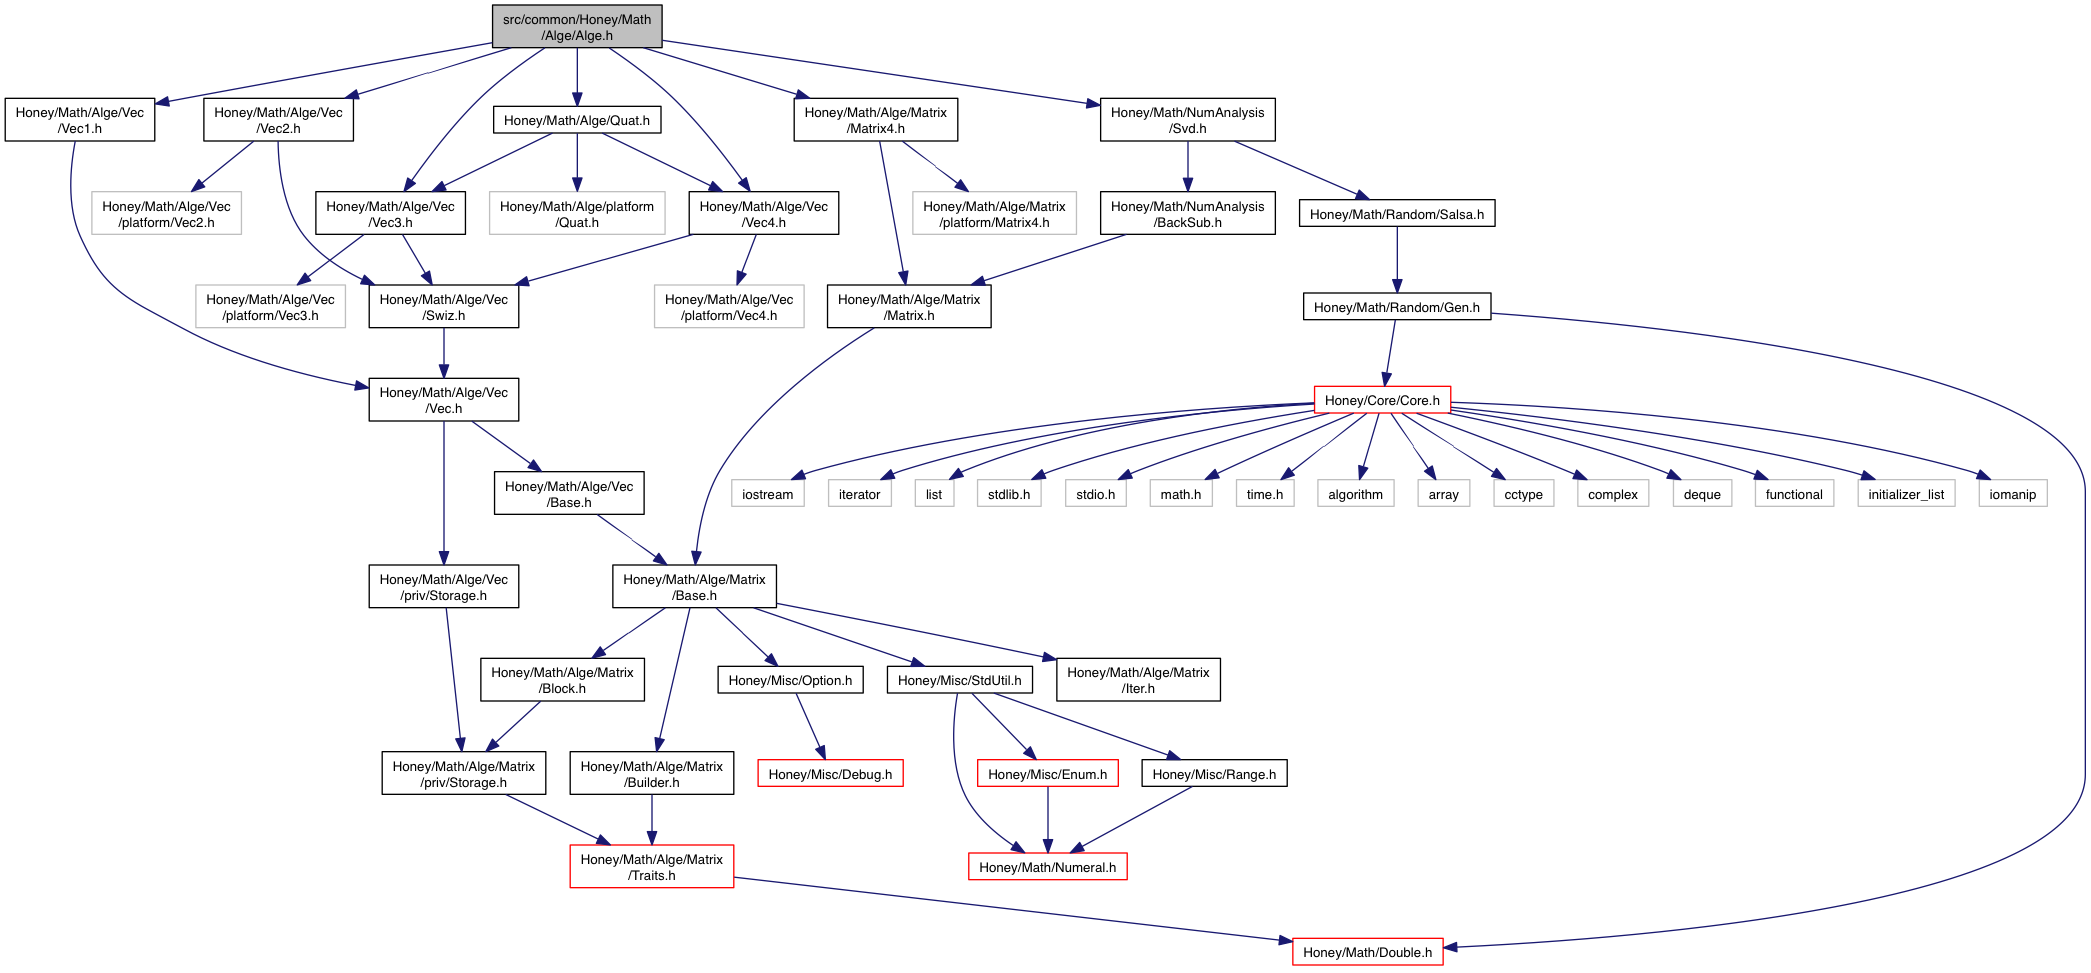 src/common/Honey/Math
/Alge/Alge.h
Honey/Math/Alge/Vec
/Vec1.h
Honey/Math/Alge/Vec
/Vec2.h
Honey/Math/Alge/Quat.h
Honey/Math/Alge/Matrix
/Matrix4.h
Honey/Math/NumAnalysis
/Svd.h
Honey/Math/Alge/Vec
/platform/Vec2.h
Honey/Math/Alge/Vec
/Vec3.h
Honey/Math/Alge/platform
/Quat.h
Honey/Math/Alge/Vec
/Vec4.h
Honey/Math/Alge/Matrix
/platform/Matrix4.h
Honey/Math/NumAnalysis
/BackSub.h
Honey/Math/Random/Salsa.h
Honey/Math/Alge/Vec
/platform/Vec3.h
Honey/Math/Alge/Vec
/Swiz.h
Honey/Math/Alge/Vec
/platform/Vec4.h
Honey/Math/Alge/Matrix
/Matrix.h
Honey/Math/Random/Gen.h
Honey/Math/Alge/Vec
/Vec.h
Honey/Core/Core.h
Honey/Math/Alge/Vec
/Base.h
iostream
iterator
list
stdlib.h
stdio.h
math.h
time.h
algorithm
array
cctype
complex
deque
functional
initializer_list
iomanip
Honey/Math/Alge/Vec
/priv/Storage.h
Honey/Math/Alge/Matrix
/Base.h
Honey/Math/Alge/Matrix
/Block.h
Honey/Misc/Option.h
Honey/Misc/StdUtil.h
Honey/Math/Alge/Matrix
/Iter.h
Honey/Math/Alge/Matrix
/priv/Storage.h
Honey/Math/Alge/Matrix
/Builder.h
Honey/Misc/Debug.h
Honey/Misc/Enum.h
Honey/Misc/Range.h
Honey/Math/Alge/Matrix
/Traits.h
Honey/Math/Numeral.h
Honey/Math/Double.h